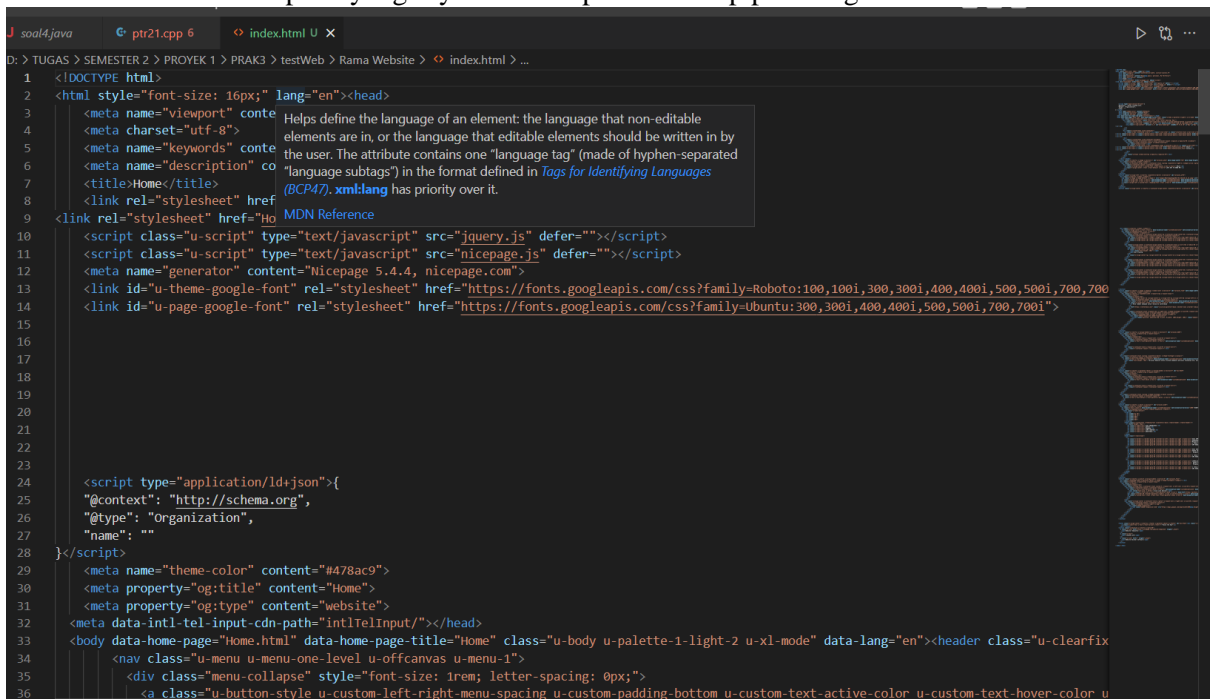 soal4.java ptr21.cpp 6 index.html U
D: > TUGAS > SEMESTER 2 > PROYEK 1 > PRAK3 > testWeb > Rama Website > index.html > ...
1 <!DOCTYPE html>
2 <html style="font-size: 16px;" lang="en"><head>
3 <meta name="viewport" conte
Helps define the language of an element: the language that non-editable
4 <meta charset="utf-8">
elements are in, or the language that editable elements should be written in by
5 <meta name="keywords" conte
the user. The attribute contains one “language tag” (made of hyphen-separated
6 <meta name="description" co
“language subtags”) in the format defined in Tags for Identifying Languages
7 <title>Home</title>
(BCP47). xml:lang has priority over it.
8 <link rel="stylesheet" href
MDN Reference
9 <link rel="stylesheet" href="Ho
10 <script class="u-script" type="text/javascript" src="jquery.js" defer=""></script>
11 <script class="u-script" type="text/javascript" src="nicepage.js" defer=""></script>
12 <meta name="generator" content="Nicepage 5.4.4, nicepage.com">
13 <link id="u-theme-google-font" rel="stylesheet" href="https://fonts.googleapis.com/css?family=Roboto:100,100i,300,300i,400,400i,500,500i,700,700
14 <link id="u-page-google-font" rel="stylesheet" href="https://fonts.googleapis.com/css?family=Ubuntu:300,300i,400,400i,500,500i,700,700i">
15
16
17
18
19
20
21
22
23
24 <script type="application/ld+json">{
25 "@context": "http://schema.org",
26 "@type": "Organization",
27 "name": ""
28 }</script>
29 <meta name="theme-color" content="#478ac9">
30 <meta property="og:title" content="Home">
31 <meta property="og:type" content="website">
32 <meta data-intl-tel-input-cdn-path="intlTelInput/"></head>
33 <body data-home-page="Home.html" data-home-page-title="Home" class="u-body u-palette-1-light-2 u-xl-mode" data-lang="en"><header class="u-clearfix
34 <nav class="u-menu u-menu-one-level u-offcanvas u-menu-1">
35 <div class="menu-collapse" style="font-size: 1rem; letter-spacing: 0px;">
36 <a class="u-button-style u-custom-left-right-menu-spacing u-custom-padding-bottom u-custom-text-active-color u-custom-text-hover-color u